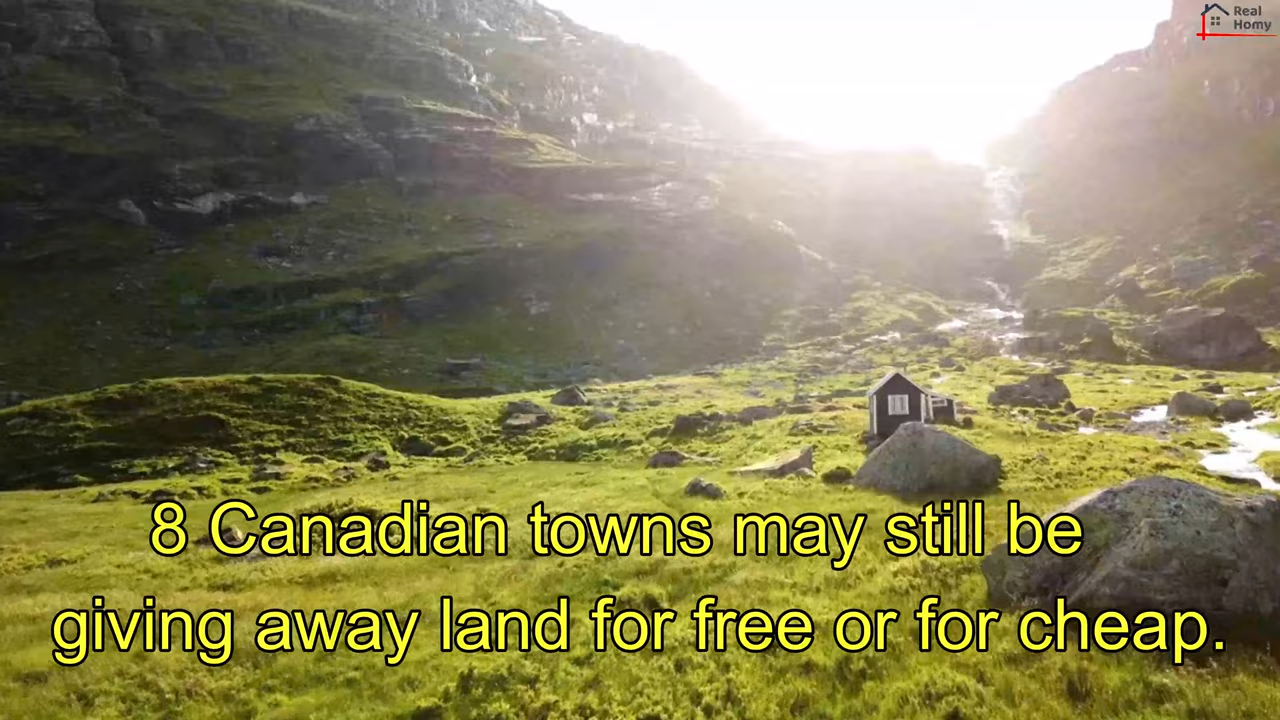 Real
Homy
8 Canadian towns may still be
giving away land for free or for cheap.